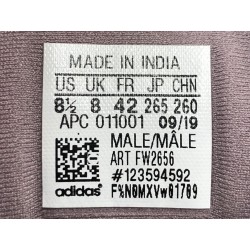 MADE IN INDIA
US UK FR JP CHN
8½ 8 42 265 260
APC 011001 09/19
MALE/MÂLE
ART FW2656
#123594592
adidas® F%N0MXVw01709